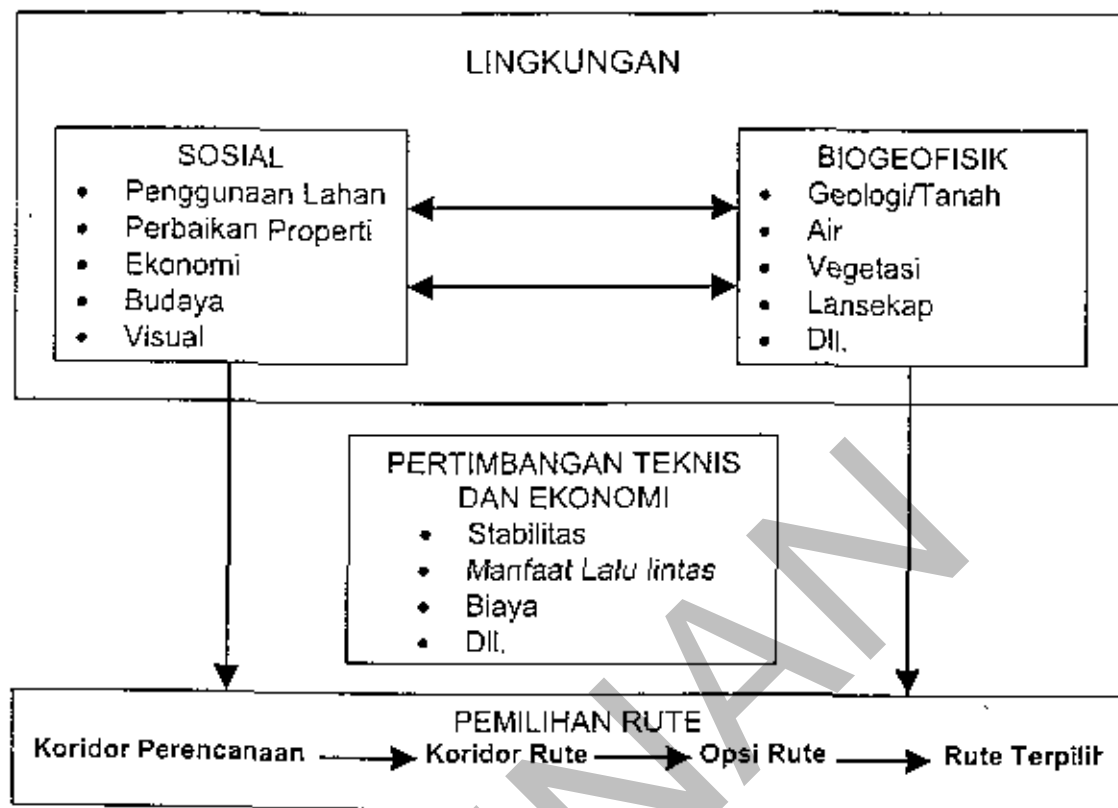 LINGKUNGAN
SOSIAL
• Penggunaan Lahan
• Perbaikan Properti
• Ekonomi
• Budaya
• Visual
BIOGEOFISIK
• Geologi/Tanah
• Air
• Vegetasi
• Lansekap
• Dll.
PERTIMBANGAN TEKNIS
DAN EKONOMI
• Stabilitas
• Manfaat Lalu lintas
• Biaya
• Dll.
PEMILIHAN RUTE
Koridor Perencanaan Koridor Rute Opsi Rute Rute Terpilih
NAN